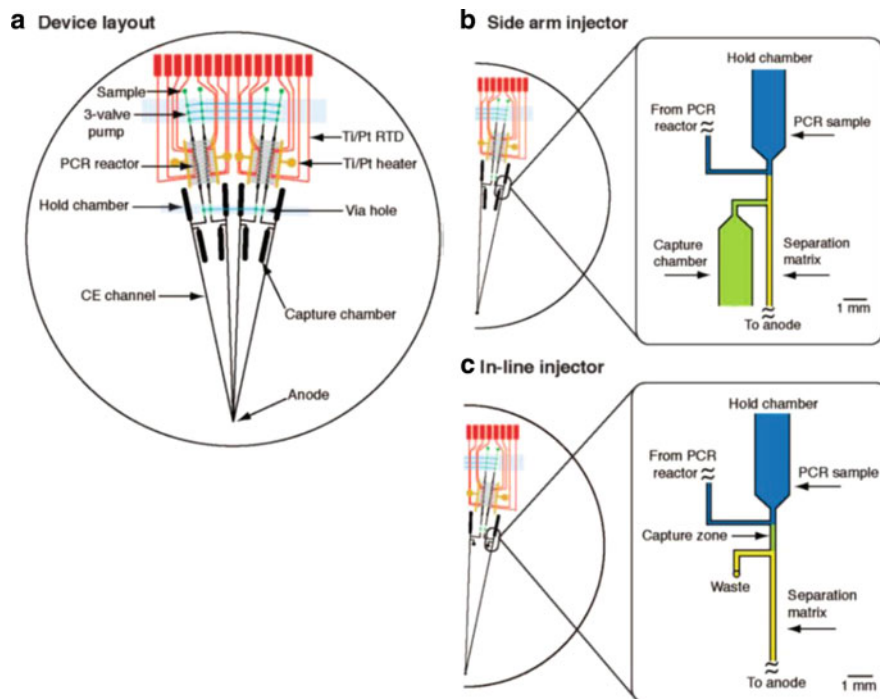 a Device layout
Sample
3-valve
pump
PCR reactor
Hold chamber
CE channel
Ti/Pt RTD
Ti/Pt heater
Via hole
Capture chamber
Anode
b Side arm injector
Hold chamber
From PCR
reactor
PCR sample
Capture
chamber
Separation
matrix
To anode
1 mm
c In-line injector
Hold chamber
From PCR
reactor
PCR sample
Capture zone
Waste
Separation
matrix
To anode
1 mm